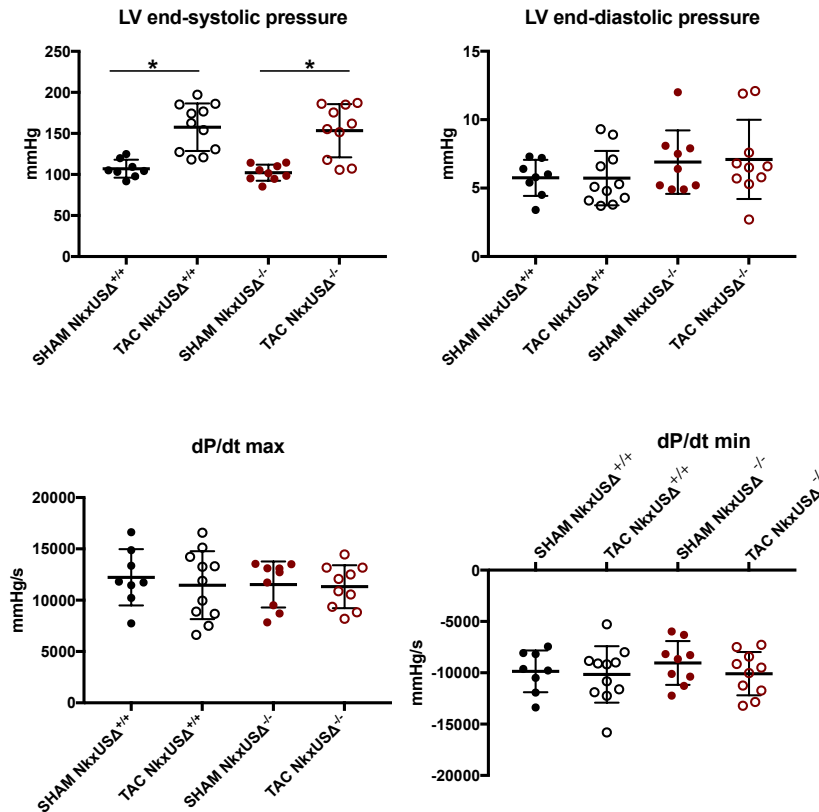 LV end-systolic pressure
200
150
100
50
0
mmHg
*
*
SHAM NkxUSΔ+/+
TAC NkxUSΔ+/+
SHAM NkxUSΔ-/-
TAC NkxUSΔ-/-
LV end-diastolic pressure
15
10
5
0
mmHg
SHAM NkxUSΔ+/+
TAC NkxUSΔ+/+
SHAM NkxUSΔ-/-
TAC NkxUSΔ-/-
dP/dt max
20000
15000
10000
5000
0
mmHg/s
SHAM NkxUSΔ+/+
TAC NkxUSΔ+/+
SHAM NkxUSΔ-/-
TAC NkxUSΔ-/-
dP/dt min
SHAM NkxUSΔ+/+
TAC NkxUSΔ+/+
SHAM NkxUSΔ-/-
TAC NkxUSΔ-/
0
-5000
-10000
-15000
-20000
mmHg/s